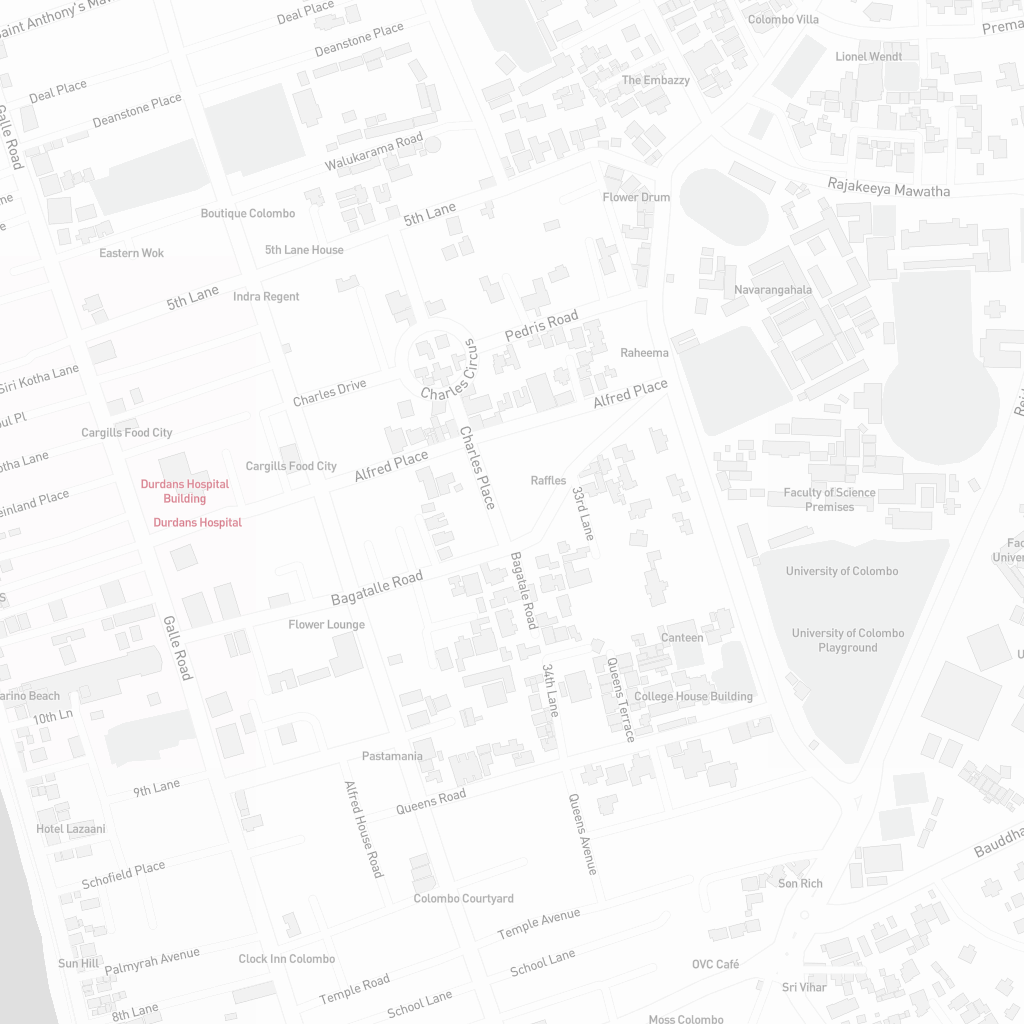 Saint Anthony's Maw
Deal Place
Deanstone Place
Colombo Villa
Prema
Lionel Wendt
The Embazzy
Deal Place
Deanstone Place
Galle Road
Walukarama Road
Rajakeeya Mawatha
Flower Drum
Boutique Colombo
5th Lane
Eastern Wok
5th Lane House
Indra Regent
5th Lane
Navarangahala
Pedris Road
Raheema
Charles Circus
Siri Kotha Lane
Charles Drive
Alfred Place
Cargills Food City
Charles Place
Cargills Food City
Alfred Place
Raffles
Durdans Hospital
Building
Durdans Hospital
33rd Lane
Faculty of Science
Premises
Bagatalle Road
Bagatale Road
University of Colombo
Flower Lounge
Galle Road
University of Colombo
Playground
Canteen
34th Lane
Queens Terrace
College House Building
10th Ln
Pastamania
9th Lane
Alfred House Road
Queens Road
Queens Avenue
Hotel Lazaani
Bauddha
Schofield Place
Son Rich
Colombo Courtyard
Temple Avenue
Sun Hill
Palmyrah Avenue
Clock Inn Colombo
School Lane
OVC Café
Temple Road
School Lane
Sri Vihar
8th Lane
Moss Colombo